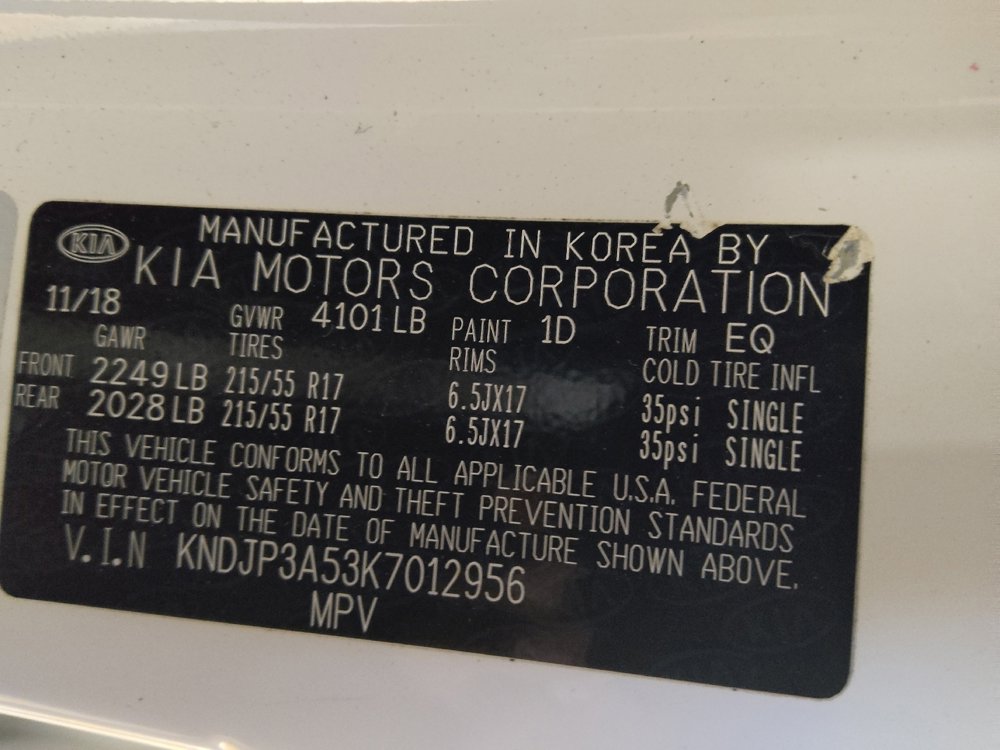 KIA MANUFACTURED IN KOREA BY
KIA MOTORS CORPORATION
11/18 GVWR 4101 LB PAINT 1D TRIM EQ
GAWR TIRES RIMS COLD TIRE INFL
FRONT 2249 LB 215/55 R17 6.5JX17 35psi SINGLE
REAR 2028 LB 215/55 R17 6.5JX17 35psi SINGLE
THIS VEHICLE CONFORMS TO ALL APPLICABLE U.S.A. FEDERAL
MOTOR VEHICLE SAFETY AND THEFT PREVENTION STANDARDS
IN EFFECT ON THE DATE OF MANUFACTURE SHOWN ABOVE.
V.I.N KNDJP3A53K7012956
MPV